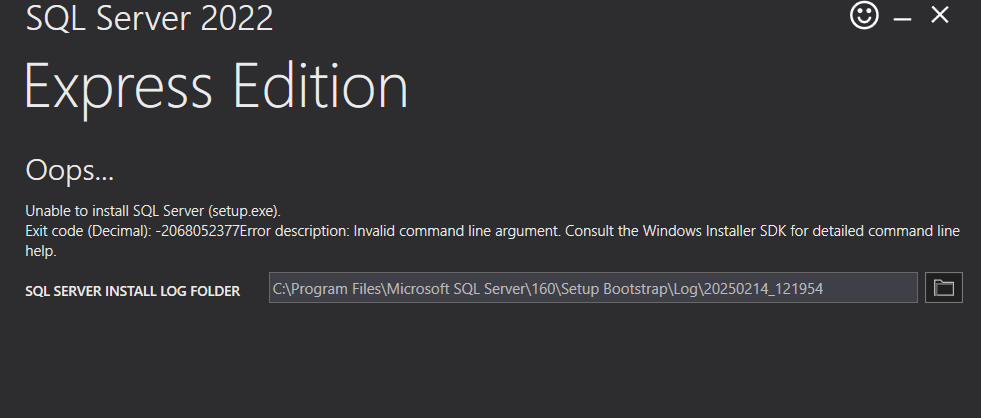 SQL Server 2022
Express Edition
Oops...
Unable to install SQL Server (setup.exe).
Exit code (Decimal): -2068052377Error description: Invalid command line argument. Consult the Windows Installer SDK for detailed command line
help.
SQL SERVER INSTALL LOG FOLDER C:\Program Files\Microsoft SQL Server\160\Setup Bootstrap\Log\20250214_121954